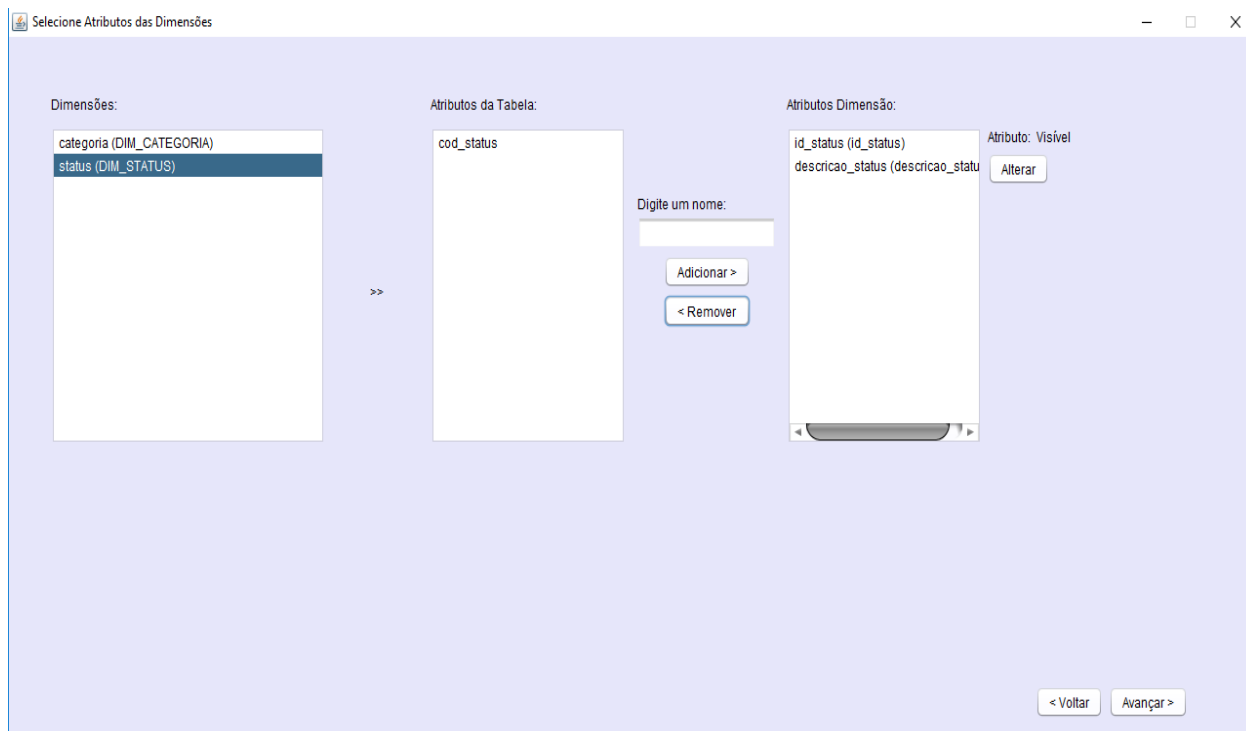 Selecione Atributos das Dimensões
Dimensões:
categoria (DIM_CATEGORIA)
status (DIM_STATUS)
>>
Atributos da Tabela:
cod_status
Digite um nome:
Adicionar >
< Remover
Atributos Dimensão:
id_status (id_status)
descricao_status (descricao_statu
Atributo: Visível
Alterar
< Voltar
Avançar >